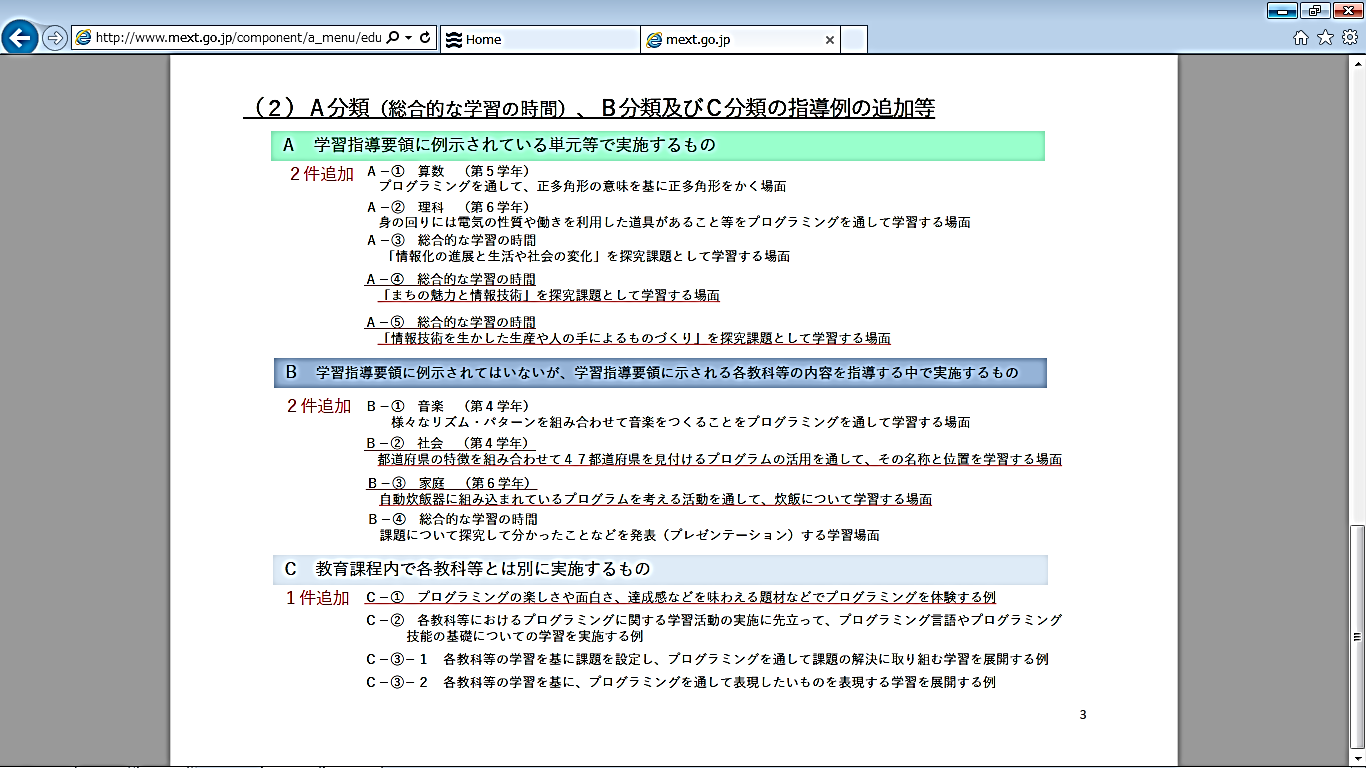 http://www.mext.go.jp/component/a_menu/edu
Home
mext.go.jp
（２）Ａ分類（総合的な学習の時間）、Ｂ分類及びＣ分類の指導例の追加等
Ａ　学習指導要領に例示されている単元等で実施するもの
２件追加
Ａ－①　算数　（第５学年）
プログラミングを通して、正多角形の意味を基に正多角形をかく場面
Ａ－②　理科　（第６学年）
身の回りには電気の性質や働きを利用した道具があること等をプログラミングを通して学習する場面
Ａ－③　総合的な学習の時間
「情報化の進展と生活や社会の変化」を探究課題として学習する場面
Ａ－④　総合的な学習の時間
「まちの魅力と情報技術」を探究課題として学習する場面
Ａ－⑤　総合的な学習の時間
「情報技術を生かした生産や人の手によるものづくり」を探究課題として学習する場面
Ｂ　学習指導要領に例示されてはいないが、学習指導要領に示される各教科等の内容を指導する中で実施するもの
２件追加
Ｂ－①　音楽　（第４学年）
様々なリズム・パターンを組み合わせて音楽をつくることをプログラミングを通して学習する場面
Ｂ－②　社会　（第４学年）
都道府県の特徴を組み合わせて４７都道府県を見付けるプログラムの活用を通して、その名称と位置を学習する場面
Ｂ－③　家庭　（第６学年）
自動炊飯器に組み込まれているプログラムを考える活動を通して、炊飯について学習する場面
Ｂ－④　総合的な学習の時間
課題について探究して分かったことなどを発表（プレゼンテーション）する学習場面
Ｃ　教育課程内で各教科等とは別に実施するもの
１件追加
Ｃ－①　プログラミングの楽しさや面白さ、達成感などを味わえる題材などでプログラミングを体験する例
Ｃ－②　各教科等におけるプログラミングに関する学習活動の実施に先立って、プログラミング言語やプログラミング
技能の基礎についての学習を実施する例
Ｃ－③－１　各教科等の学習を基に課題を設定し、プログラミングを通して課題の解決に取り組む学習を展開する例
Ｃ－③－２　各教科等の学習を基に、プログラミングを通して表現したいものを表現する学習を展開する例
3